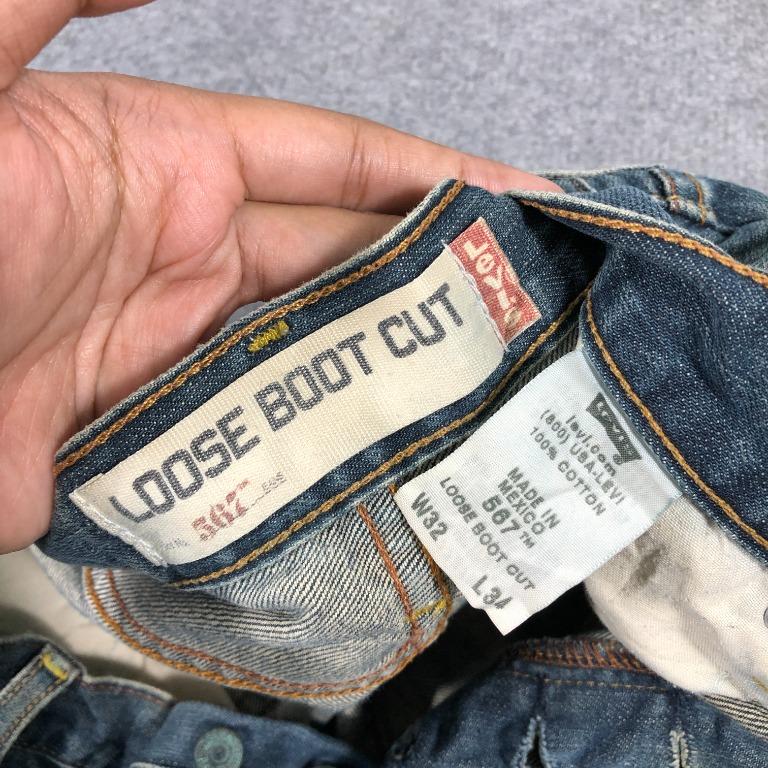 LOOSE BOOT CUT
567
Levi's
levi.com
(800) USA-LEVI
100% COTTON
MADE IN
MEXICO
567™
LOOSE BOOT CUT
W32 L34